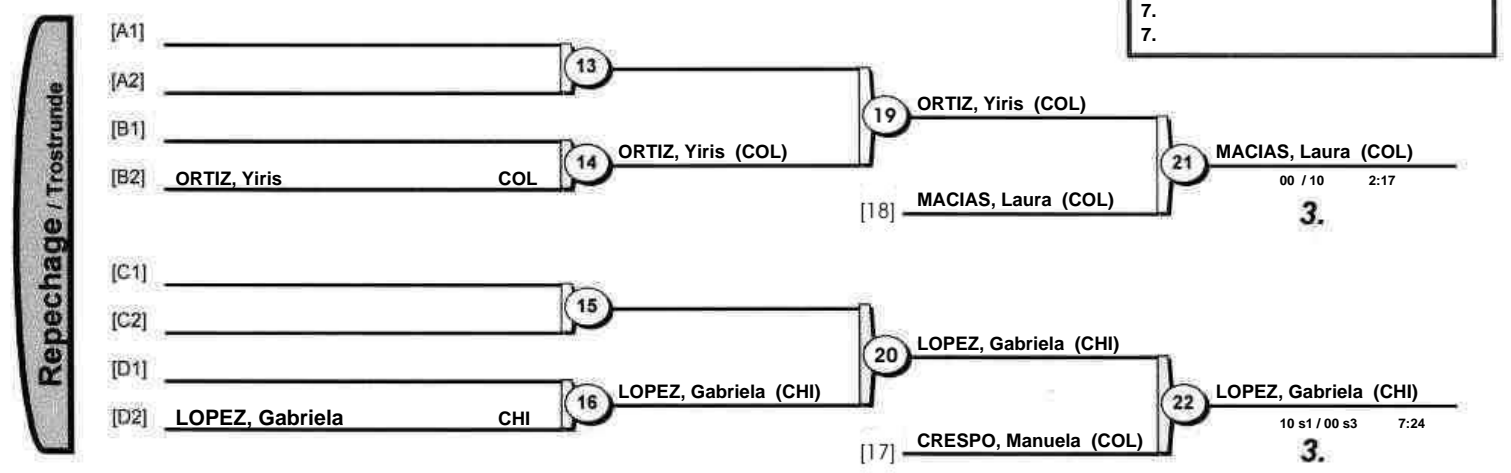 7.
7.
Repechage / Trostrunde
[A1]
13
[A2]
19
ORTIZ, Yiris (COL)
[B1]
14
ORTIZ, Yiris (COL)
21
MACIAS, Laura (COL)
[B2]
ORTIZ, Yiris
COL
00 / 10
2:17
[18]
MACIAS, Laura (COL)
3.
[C1]
15
[C2]
20
LOPEZ, Gabriela (CHI)
[D1]
16
LOPEZ, Gabriela (CHI)
22
LOPEZ, Gabriela (CHI)
[D2]
LOPEZ, Gabriela
CHI
10 s1 / 00 s3
7:24
[17]
CRESPO, Manuela (COL)
3.